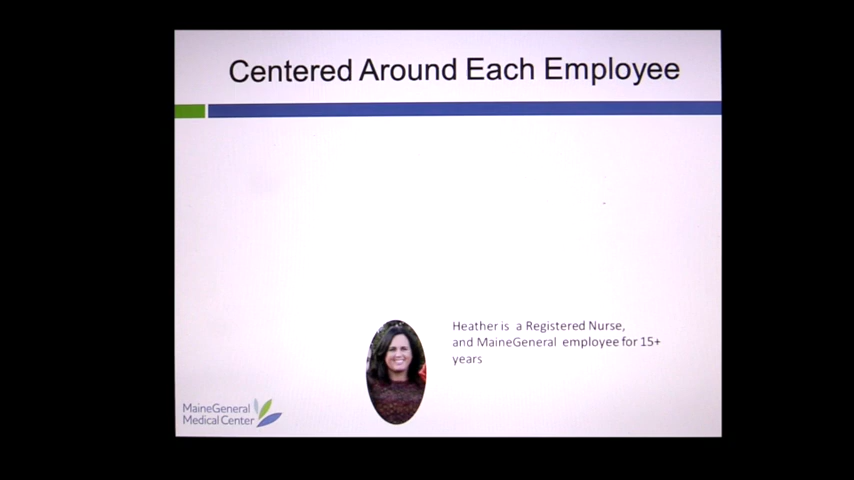 Centered Around Each Employee
Heather is a Registered Nurse,
and MaineGeneral employee for 15+
years
MaineGeneral
Medical Center